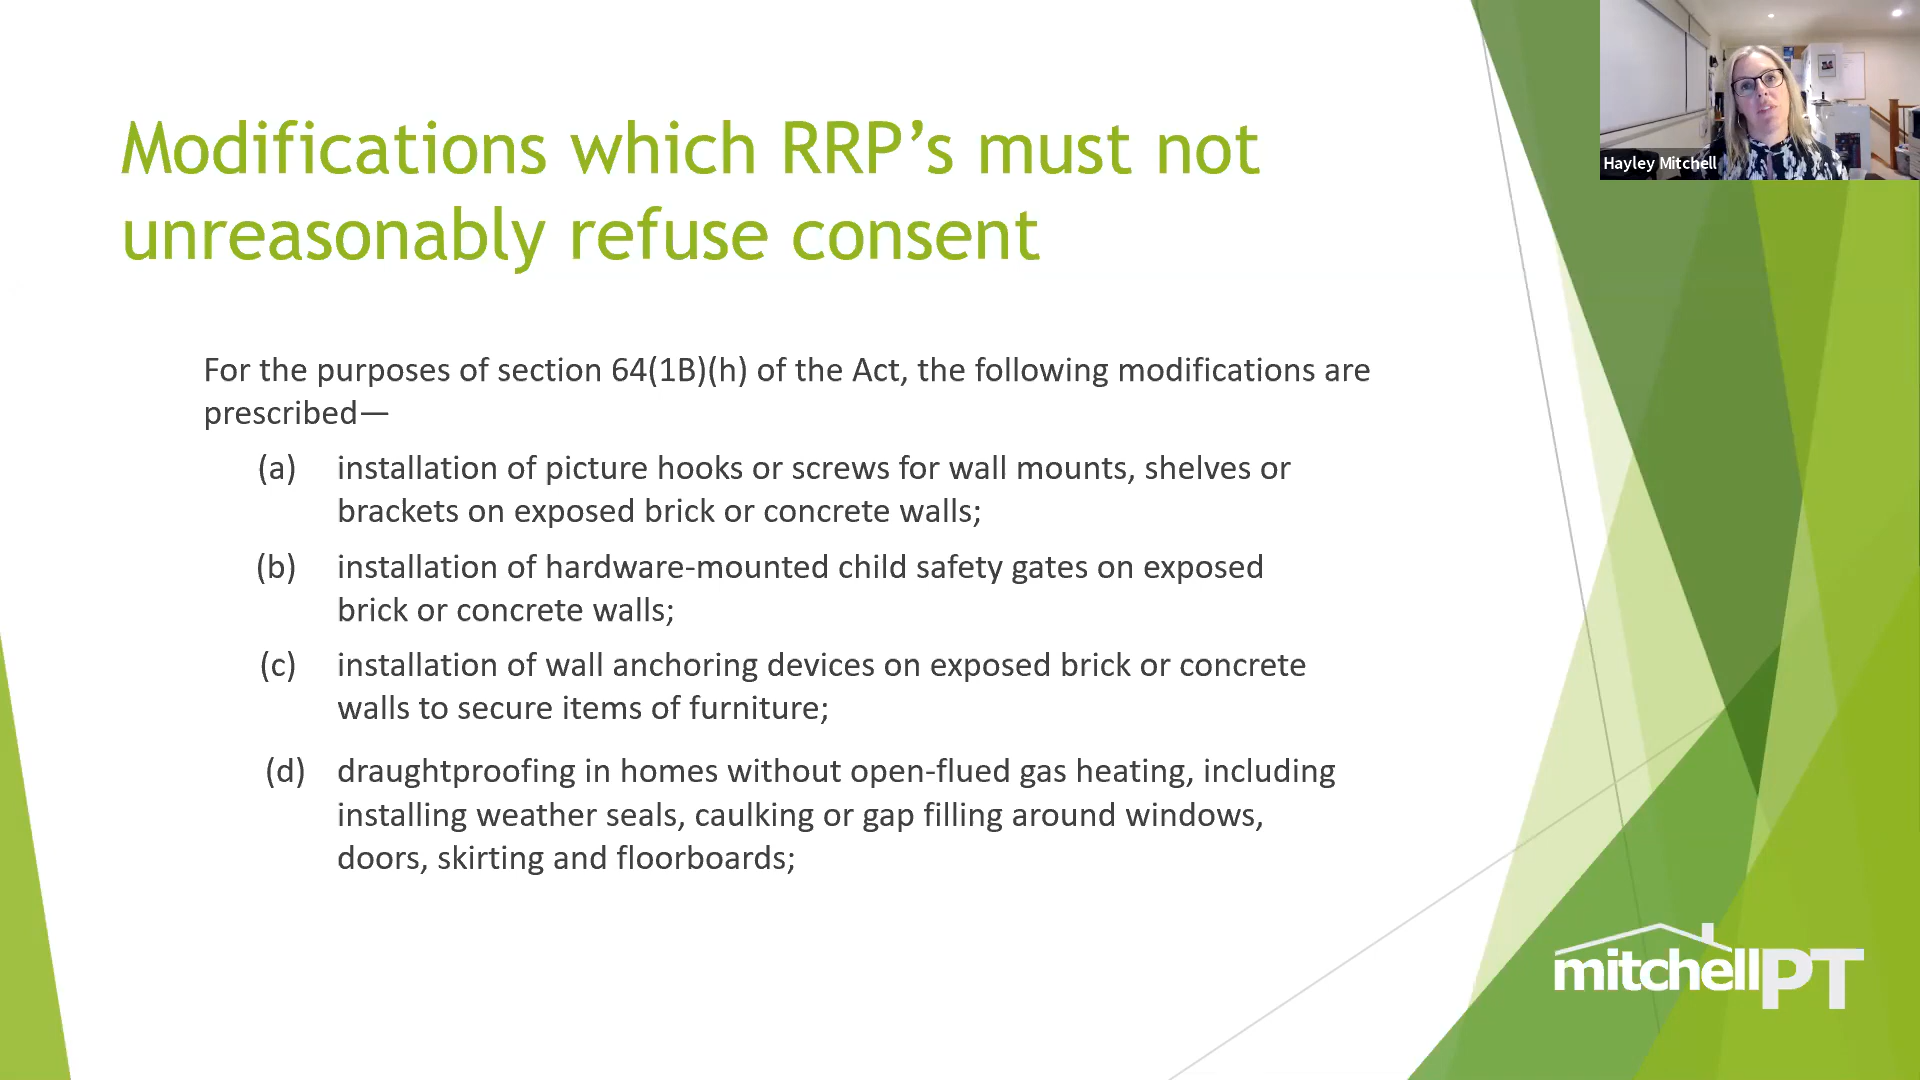 Modifications which RRP’s must not
unreasonably refuse consent
Hayley Mitchell
For the purposes of section 64(1B)(h) of the Act, the following modifications are
prescribed—
(a) installation of picture hooks or screws for wall mounts, shelves or
brackets on exposed brick or concrete walls;
(b) installation of hardware-mounted child safety gates on exposed
brick or concrete walls;
(c) installation of wall anchoring devices on exposed brick or concrete
walls to secure items of furniture;
(d) draughtproofing in homes without open-flued gas heating, including
installing weather seals, caulking or gap filling around windows,
doors, skirting and floorboards;
mitchellPT